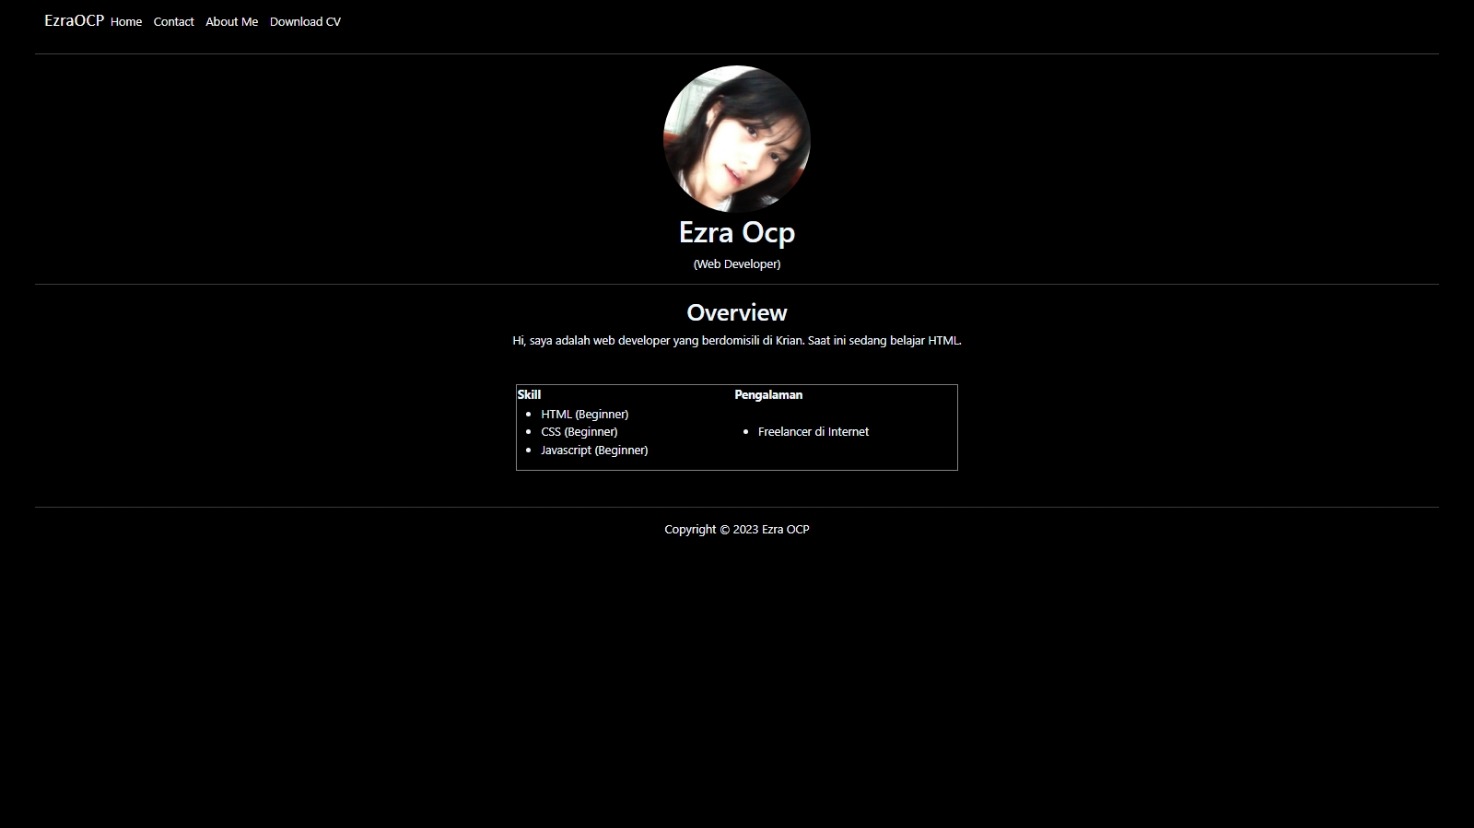 EzraOCP Home Contact About Me Download CV
Ezra Ocp
(Web Developer)
Overview
Hi, saya adalah web developer yang berdomisili di Krian. Saat ini sedang belajar HTML.
Skill Pengalaman
HTML (Beginner)
CSS (Beginner)
Javascript (Beginner)
Freelancer di Internet
Copyright © 2023 Ezra OCP